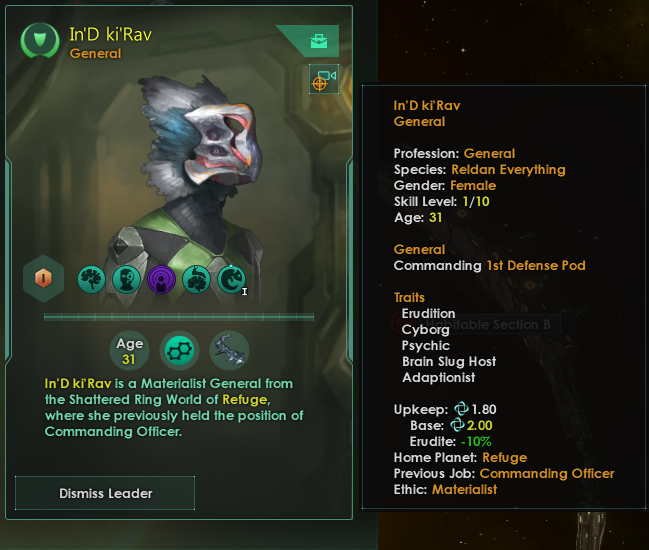 In'D ki'Rav
General
I
Age
31
In'D ki'Rav is a Materialist General from
the Shattered Ring World of Refuge,
where she previously held the position of
Commanding Officer.
Dismiss Leader
In'D ki'Rav
General
Profession: General
Species: Reldan Everything
Gender: Female
Skill Level: 1/10
Age: 31
General
Commanding 1st Defense Pod
Traits
Erudition
Cyborg
Psychic
Brain Slug Host
Adaptionist
Upkeep: 1.80
Base: 2.00
Erudite: -10%
Home Planet: Refuge
Previous Job: Commanding Officer
Ethic: Materialist
Habitable Section B